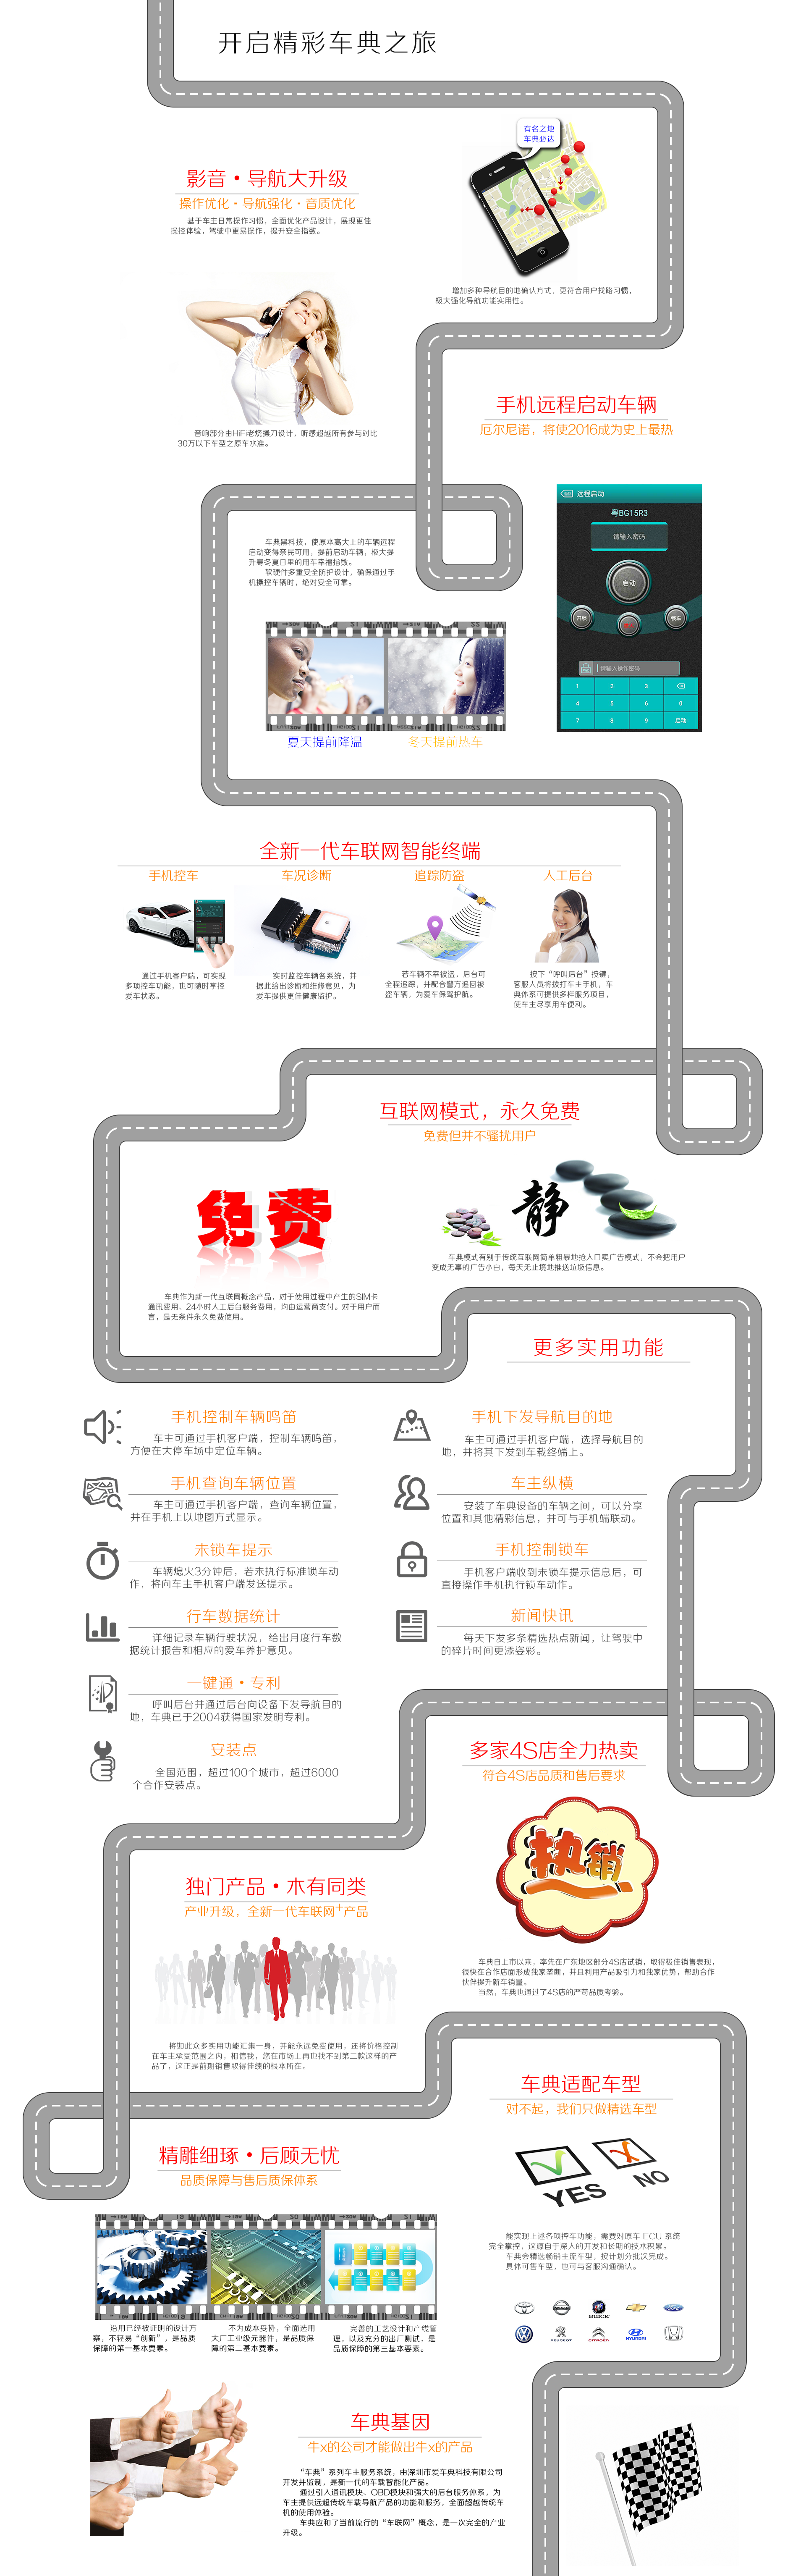 开启精彩车典之旅
有名之地
车典必达
影音·导航大升级
操作优化·导航强化·音质优化
基于车主日常操作习惯，全面优化产品设计，展现更佳
操控体验，驾驶中更易操作，提升安全指数。
增加多种导航目的地确认方式，更符合用户找路习惯，
极大强化导航功能实用性。
音响部分由HiFi老烧操刀设计，听感超越所有参与对比
30万以下车型之原车水准。
手机远程启动车辆
厄尔尼诺，将使2016成为史上最热
车典黑科技，使原本高大上的车辆远程
启动变得亲民可用，提前启动车辆，极大提
升寒冬夏日里的用车幸福指数。
软硬件多重安全防护设计，确保通过手
机操控车辆时，绝对安全可靠。
远程启动
粤BG15R3
请输入密码
启动
开锁
锁车
请输入操作密码
1 2 3
4 5 6 0
7 8 9 启动
夏天提前降温
冬天提前热车
全新一代车联网智能终端
手机控车
车况诊断
追踪防盗
人工后台
通过手机客户端，可实现
多项控车功能，也可随时掌控
爱车状态。
实时监控车辆各系统，并
据此给出诊断和维修意见，为
爱车提供更佳健康监护。
若车辆不幸被盗，后台可
全程追踪，并配合警方追回被
盗车辆，为爱车保驾护航。
按下“呼叫后台”按键，
客服人员将拨打车主手机，车
典体系可提供多样服务项目，
使车主尽享用车便利。
互联网模式，永久免费
免费但并不骚扰用户
免费
静
车典模式有别于传统互联网简单粗暴地抢入口卖广告模式，不会把用户
变成无辜的广告小白，每天无止境地推送垃圾信息。
车典作为新一代互联网概念产品，对于使用过程中产生的SIM卡
通讯费用、24小时人工后台服务费用，均由运营商支付。对于用户而
言，是无条件永久免费使用。
更多实用功能
手机控制车辆鸣笛
车主可通过手机客户端，控制车辆鸣笛，
方便在大停车场中定位车辆。
手机下发导航目的地
车主可通过手机客户端，选择导航目的
地，并将其下发到车载终端上。
手机查询车辆位置
车主可通过手机客户端，查询车辆位置，
并在手机上以地图方式显示。
车主纵横
安装了车典设备的车辆之间，可以分享
位置和其他精彩信息，并可与手机端联动。
未锁车提示
车辆熄火3分钟后，若未执行标准锁车动
作，将向车主手机客户端发送提示。
手机控制锁车
手机客户端收到未锁车提示信息后，可
直接操作手机执行锁车动作。
行车数据统计
详细记录车辆行驶状况，给出月度行车数
据统计报告和相应的爱车养护意见。
新闻快讯
每天下发多条精选热点新闻，让驾驶中
的碎片时间更添姿彩。
一键通·专利
呼叫后台并通过后台向设备下发导航目的
地，车典已于2004获得国家发明专利。
安装点
全国范围，超过100个城市，超过6000
个合作安装点。
多家4S店全力热卖
符合4S店品质和售后要求
热销
车典自上市以来，率先在广东地区部分4S店试销，取得极佳销售表现，
很快在合作店面形成独家垄断，并且利用产品吸引力和独家优势，帮助合作
伙伴提升新车销量。
当然，车典也通过了4S店的严苛品质考验。
独门产品·木有同类
产业升级，全新一代车联网+产品
将如此众多实用功能汇集一身，并能永远免费使用，还将价格控制
在车主承受范围之内，相信我，您在市场上再也找不到第二款这样的产
品了，这正是前期销售取得佳绩的根本所在。
车典适配车型
对不起，我们只做精选车型
YES
NO
能实现上述各项控车功能，需要对原车 ECU 系统
完全掌控，这源自于深入的开发和长期的技术积累。
车典会精选畅销主流车型，按计划分批次完成。
具体可售车型，也可与客服沟通确认。
BUICK
PEUGEOT
CITROËN
HYUNDAI
精雕细琢·后顾无忧
品质保障与售后质保体系
沿用已经被证明的设计方
案，不轻易“创新”，是品质
保障的第一基本要素。
不为成本妥协，全面选用
大厂工业级元器件，是品质保
障的第二基本要素。
完善的工艺设计和产线管
理，以及充分的出厂测试，是
品质保障的第三基本要素。
车典基因
牛x的公司才能做出牛x的产品
“车典”系列车主服务系统，由深圳市爱车典科技有限公司
开发并监制，是新一代的车载智能化产品。
通过引入通讯模块、OBD模块和强大的后台服务体系，为
车主提供远超传统车载导航产品的功能和服务，全面超越传统车
机的使用体验。
车典应和了当前流行的“车联网”概念，是一次完全的产业
升级。